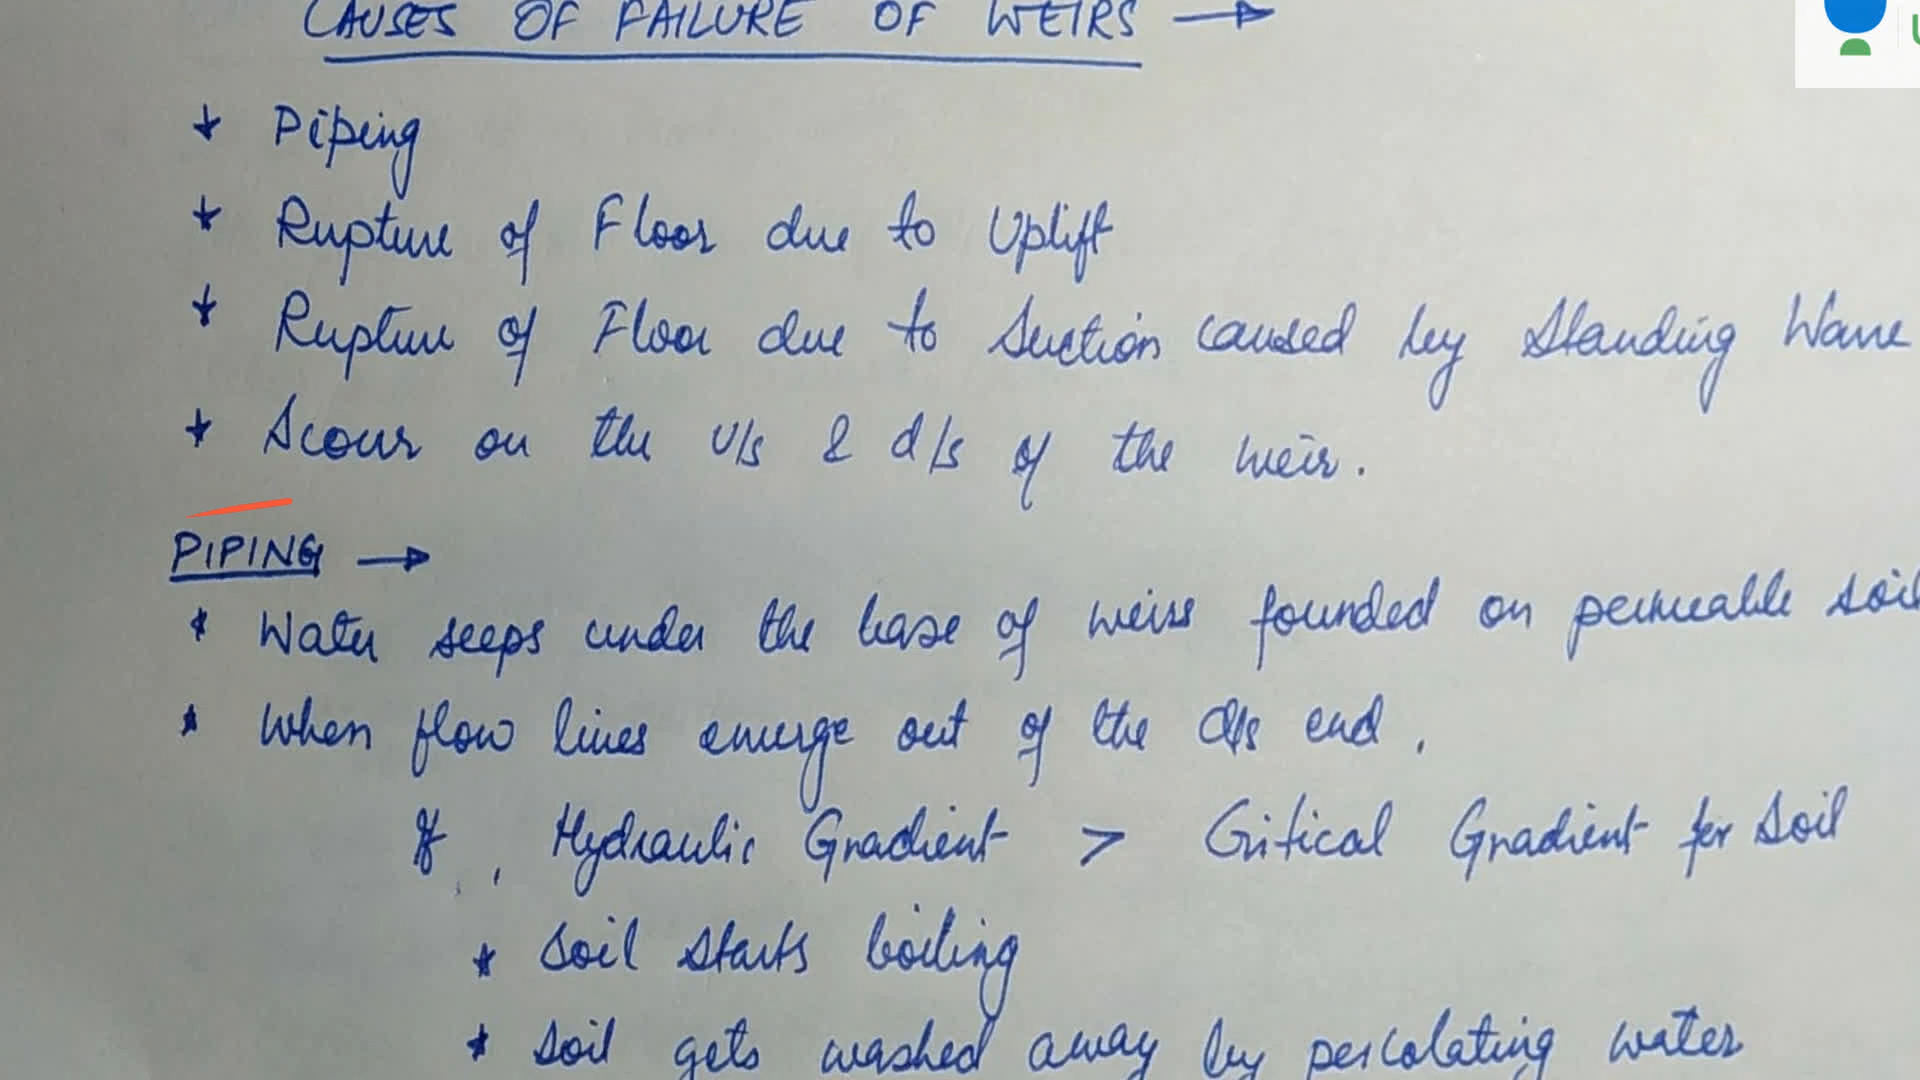 CAUSES OF FAILURE OF WEIRS →
* Piping
* Rupture of Floor due to Uplift
* Rupture of Floor due to Suction caused by Standing Wave
* Scour on the u/s & d/s of the weir.
PIPING →
* Water seeps under the base of weirs founded on permeable soil
* When flow lines emerge out of the d/s end.
If, Hydraulic Gradient > Critical Gradient for soil
* Soil starts boiling
* Soil gets washed away by percolating water